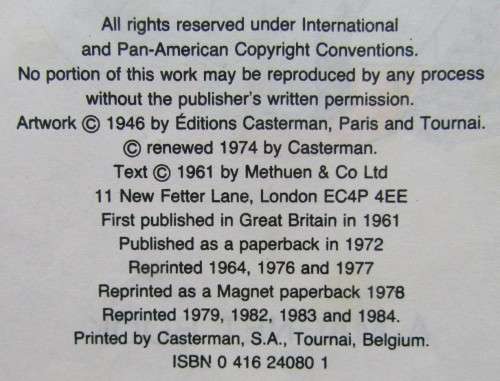 All rights reserved under International
and Pan-American Copyright Conventions.
No portion of this work may be reproduced by any process
without the publisher's written permission.
Artwork © 1946 by Éditions Casterman, Paris and Tournai.
© renewed 1974 by Casterman.
Text © 1961 by Methuen & Co Ltd
11 New Fetter Lane, London EC4P 4EE
First published in Great Britain in 1961
Published as a paperback in 1972
Reprinted 1964, 1976 and 1977
Reprinted as a Magnet paperback 1978
Reprinted 1979, 1982, 1983 and 1984.
Printed by Casterman, S.A., Tournai, Belgium.
ISBN 0 416 24080 1